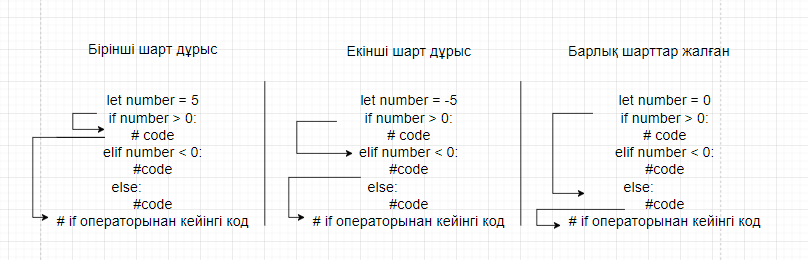 Бірінші шарт дұрыс
let number = 5
if number > 0:
# code
elif number < 0:
#code
else:
#code
# if операторынан кейінгі код
Екінші шарт дұрыс
let number = -5
if number > 0:
# code
elif number < 0:
#code
else:
#code
# if операторынан кейінгі код
Барлық шарттар жалған
let number = 0
if number > 0:
# code
elif number < 0:
#code
else:
#code
# if операторынан кейінгі код